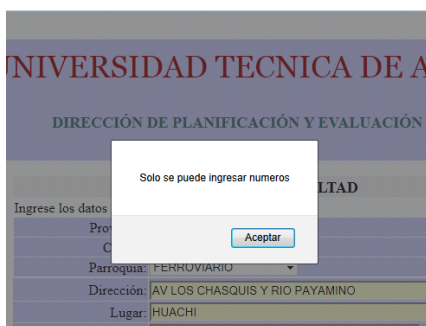 UNIVERSIDAD TECNICA DE A
DIRECCIÓN DE PLANIFICACIÓN Y EVALUACIÓN
Solo se puede ingresar numeros
LTAD
Ingrese los datos
Pro
Aceptar
C
Parroquia: FERROVIARIO
Dirección: AV LOS CHASQUIS Y RIO PAYAMINO
Lugar: HUACHI